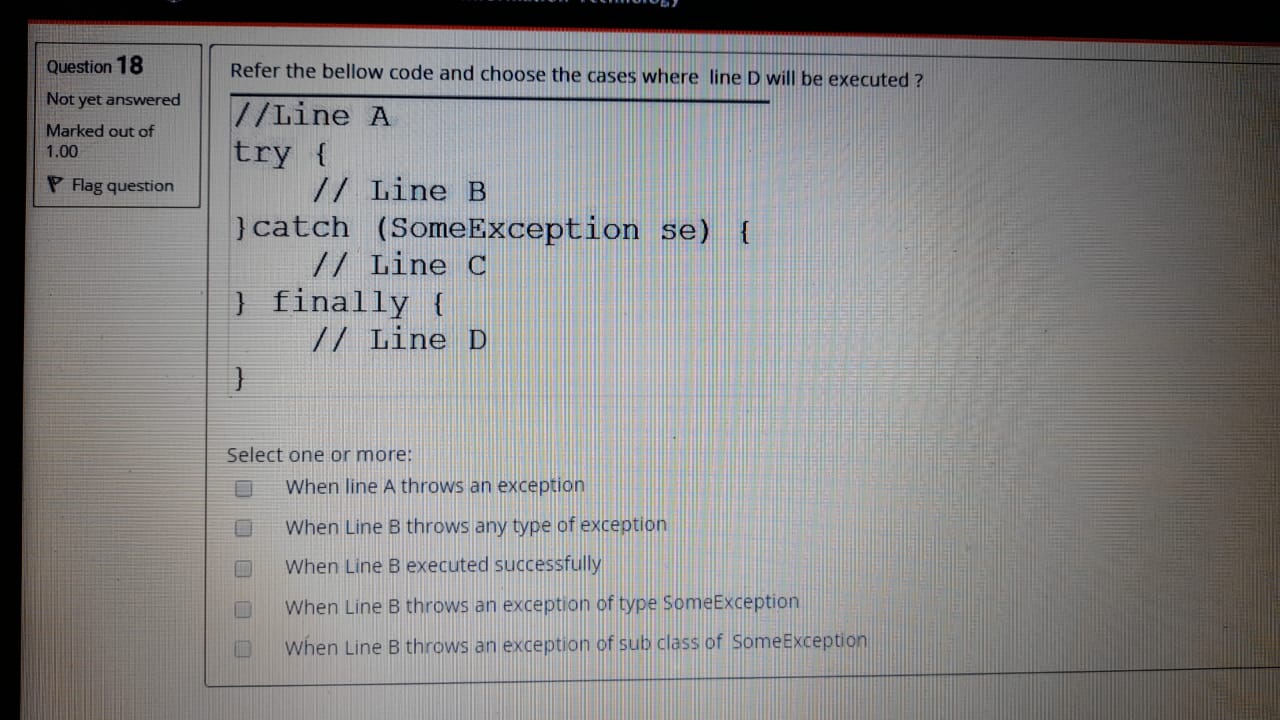 Question 18
Not yet answered
Marked out of
1.00
Flag question
Refer the bellow code and choose the cases where line D will be executed ?
//Line A
try {
// Line B
}catch (SomeException se) {
// Line C
} finally {
// Line D
}
Select one or more:
When line A throws an exception
When Line B throws any type of exception
When Line B executed successfully
When Line B throws an exception of type SomeException
When Line B throws an exception of sub class of SomeException